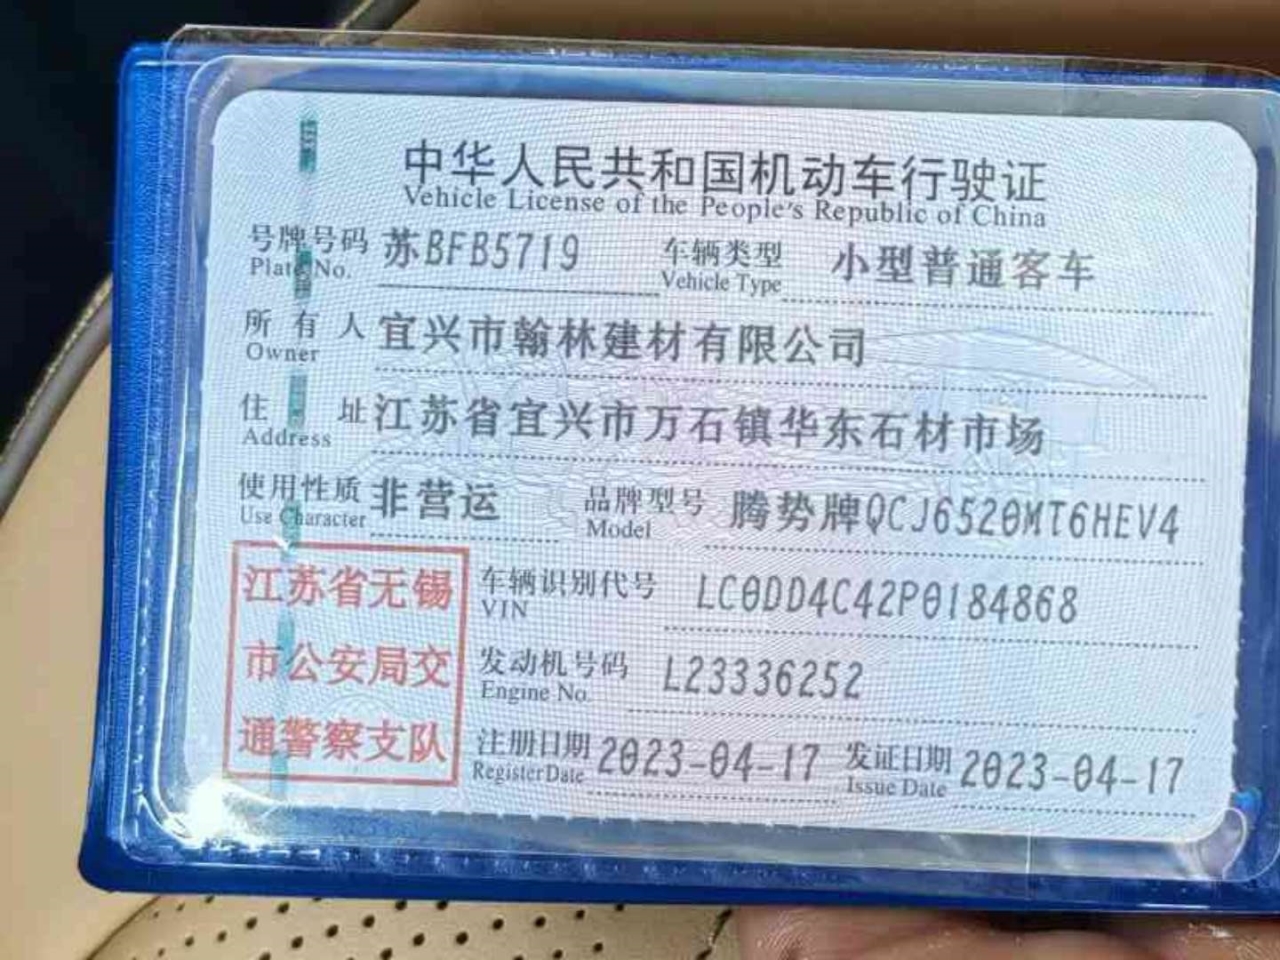 中华人民共和国机动车行驶证
Vehicle License of the People's Republic of China
号牌号码 苏BFB5719 车辆类型 小型普通客车
Plate No. Vehicle Type
所有人 宜兴市翰林建材有限公司
Owner
住址 江苏省宜兴市万石镇华东石材市场
Address
使用性质 非营运 品牌型号 腾势牌QCJ6520MT6HEV4
Use Character Model
江苏省无锡
市公安局交
通警察支队
车辆识别代号 LC0DD4C42P0184868
VIN
发动机号码 L23336252
Engine No.
注册日期 2023-04-17 发证日期 2023-04-17
Register Date Issue Date